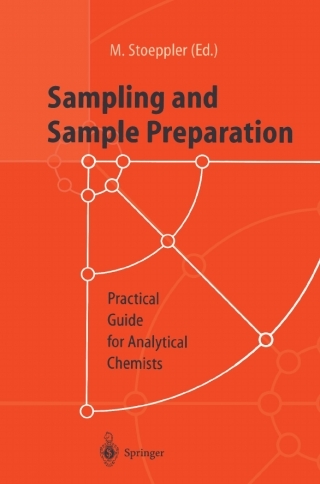 M. Stoeppler (Ed.)
Sampling and
Sample Preparation
Practical
Guide
for Analytical
Chemists
Springer